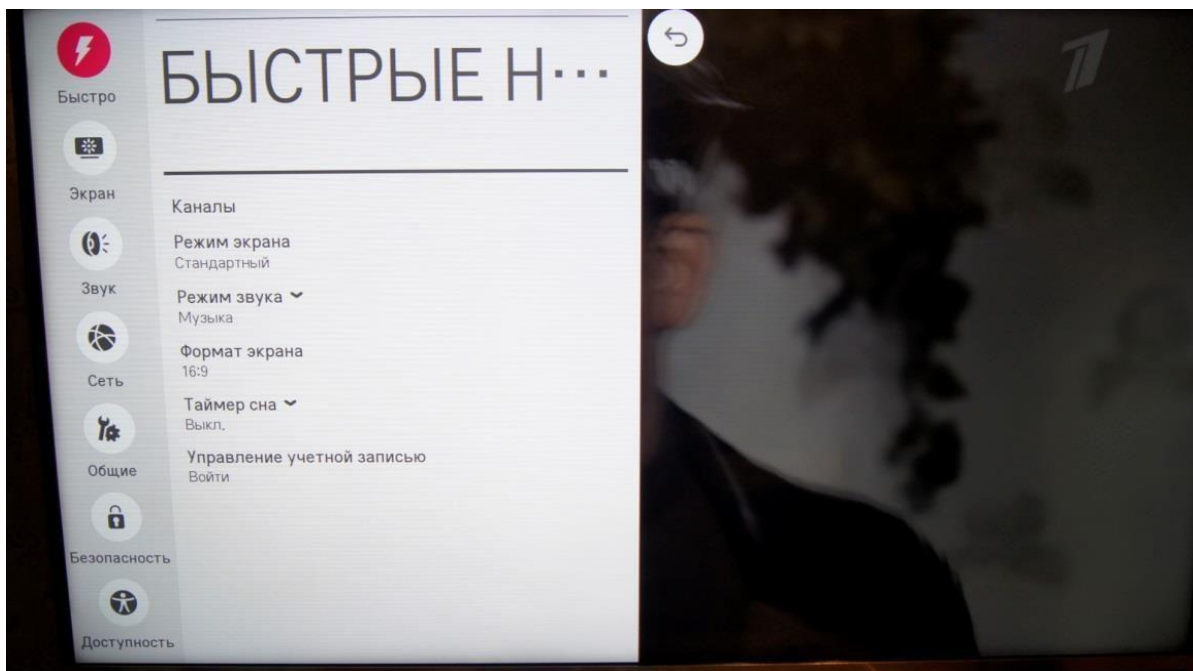 БЫСТРЫЕ Н...
Быстро
Экран
Звук
Сеть
Общие
Безопасность
Доступность
Каналы
Режим экрана
Стандартный
Режим звука
Музыка
Формат экрана
16:9
Таймер сна
Выкл.
Управление учетной записью
Войти
1